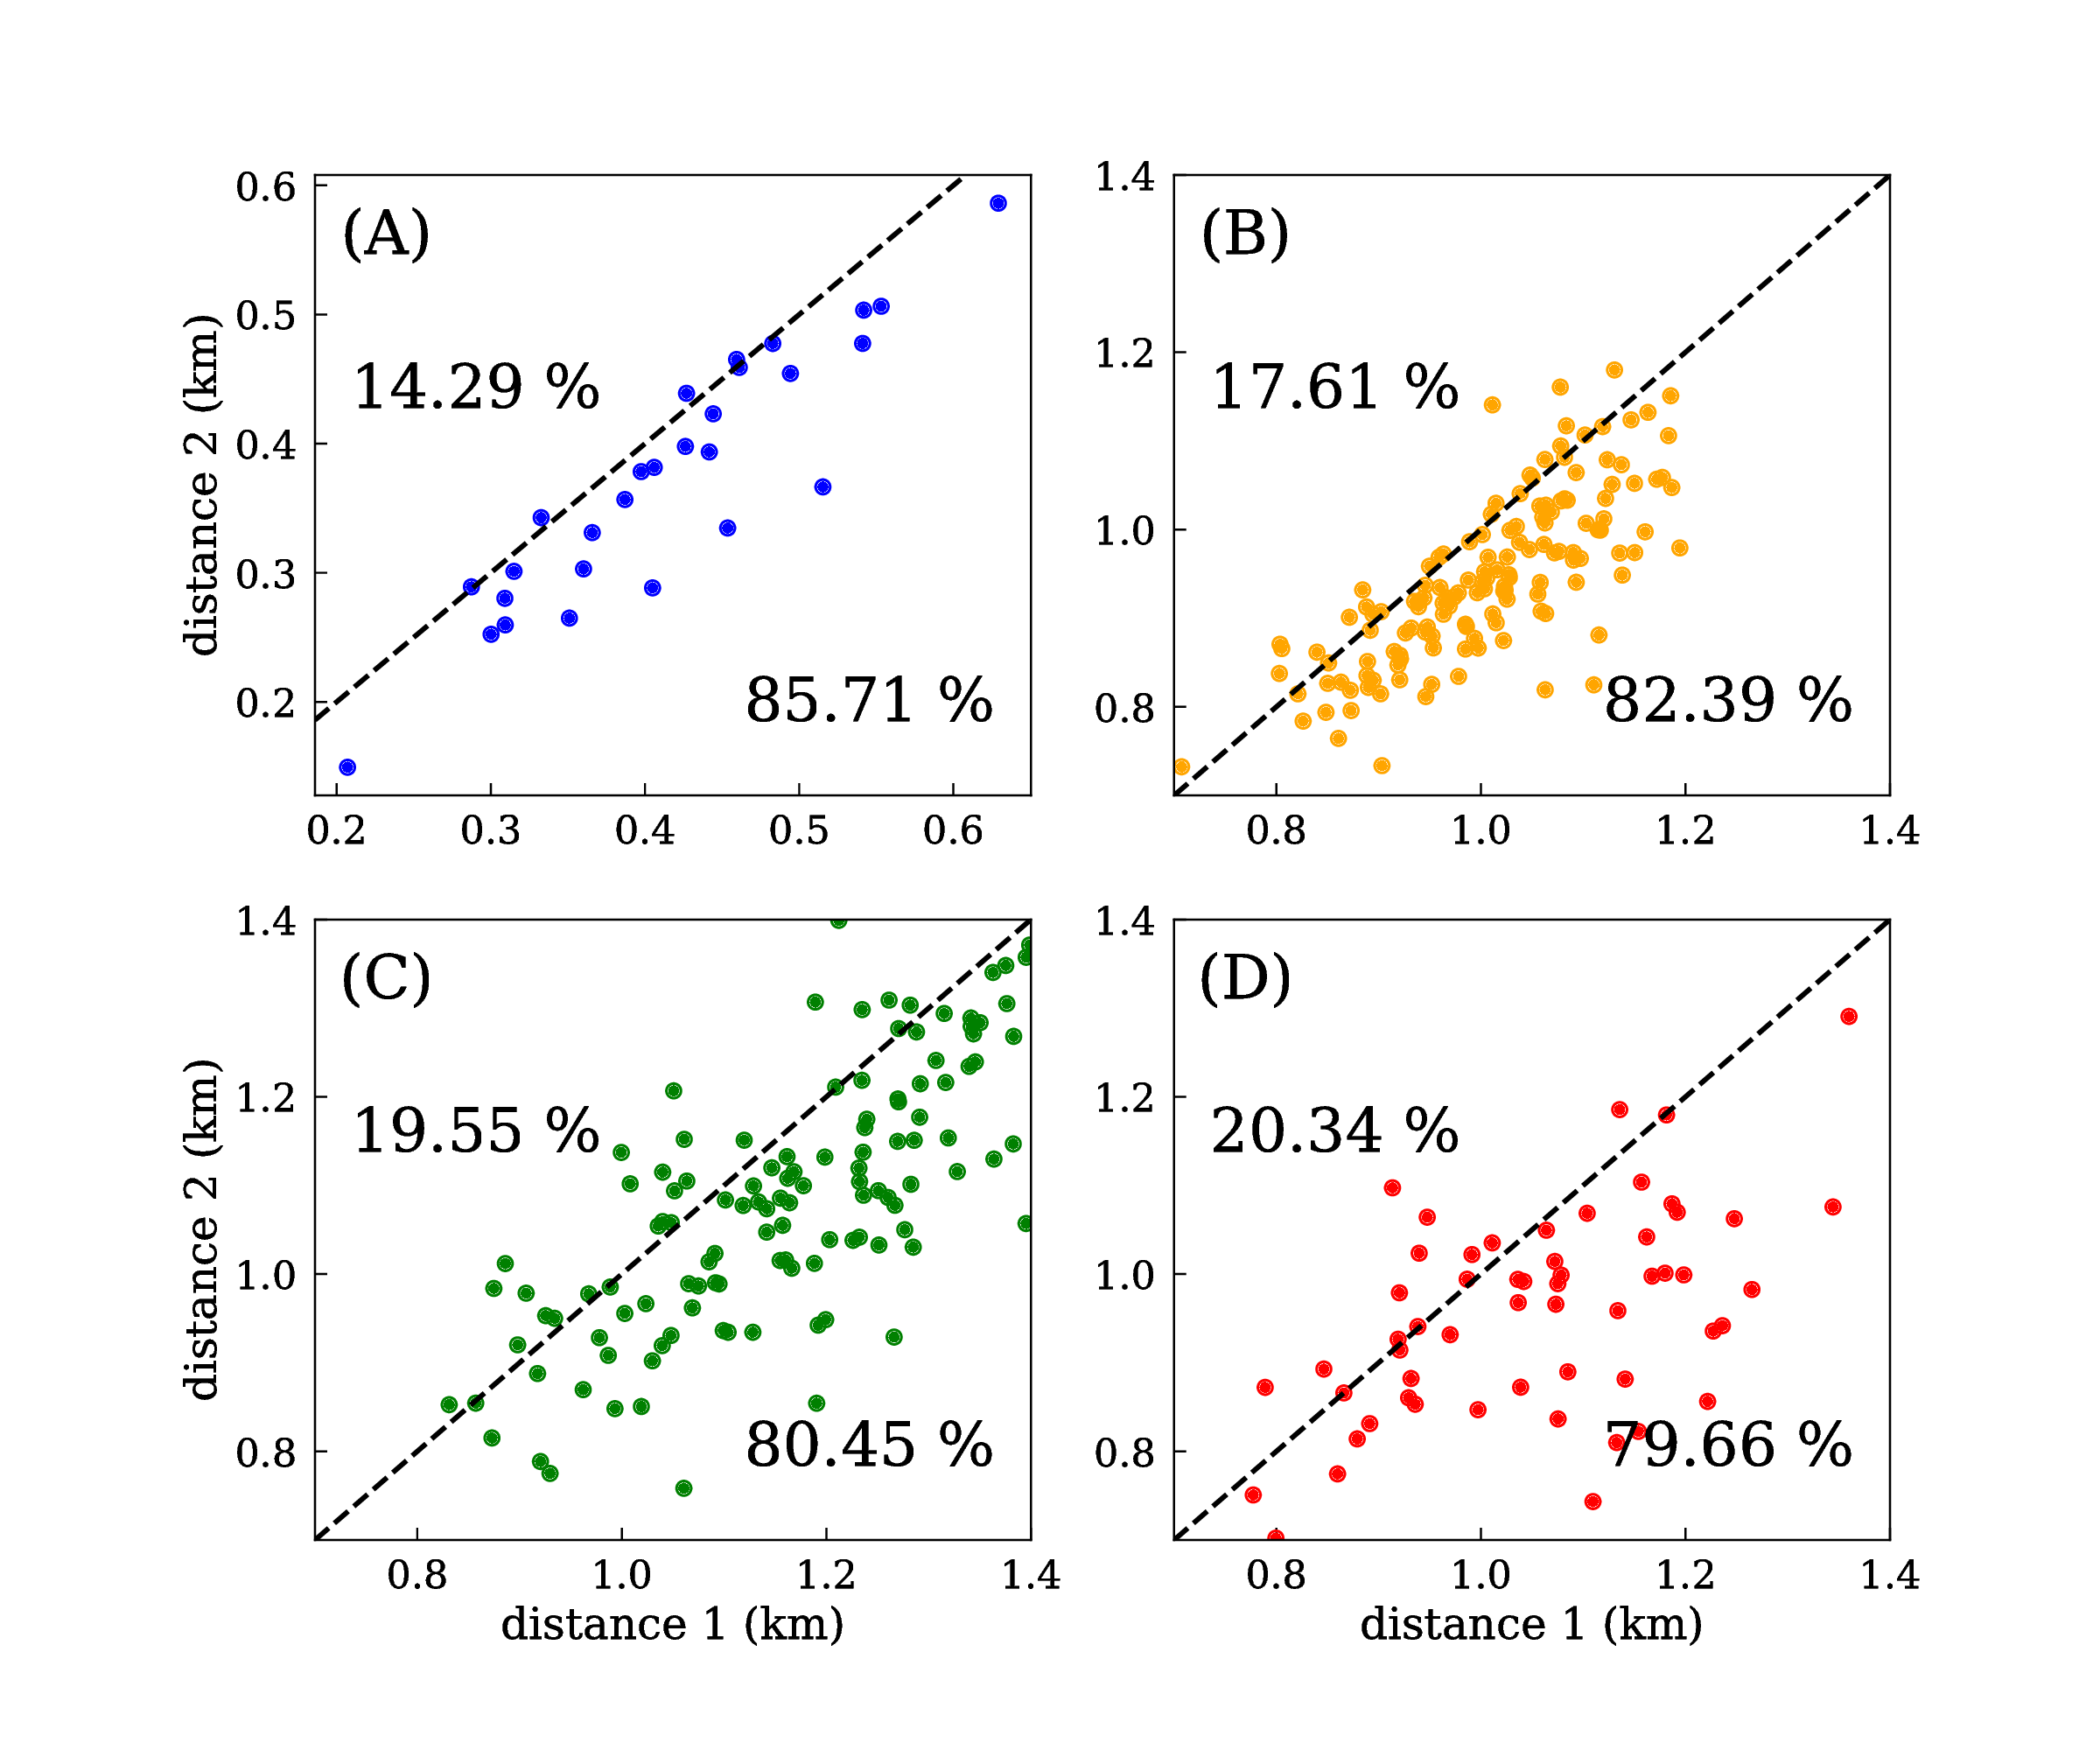 (A)
14.29 %
85.71 %
distance 2 (km)
0.6
0.5
0.4
0.3
0.2
0.2 0.3 0.4 0.5 0.6
(B)
17.61 %
82.39 %
1.4
1.2
1.0
0.8
0.8 1.0 1.2 1.4
(C)
19.55 %
80.45 %
distance 2 (km)
1.4
1.2
1.0
0.8
0.8 1.0 1.2 1.4
distance 1 (km)
(D)
20.34 %
79.66 %
1.4
1.2
1.0
0.8
0.8 1.0 1.2 1.4
distance 1 (km)